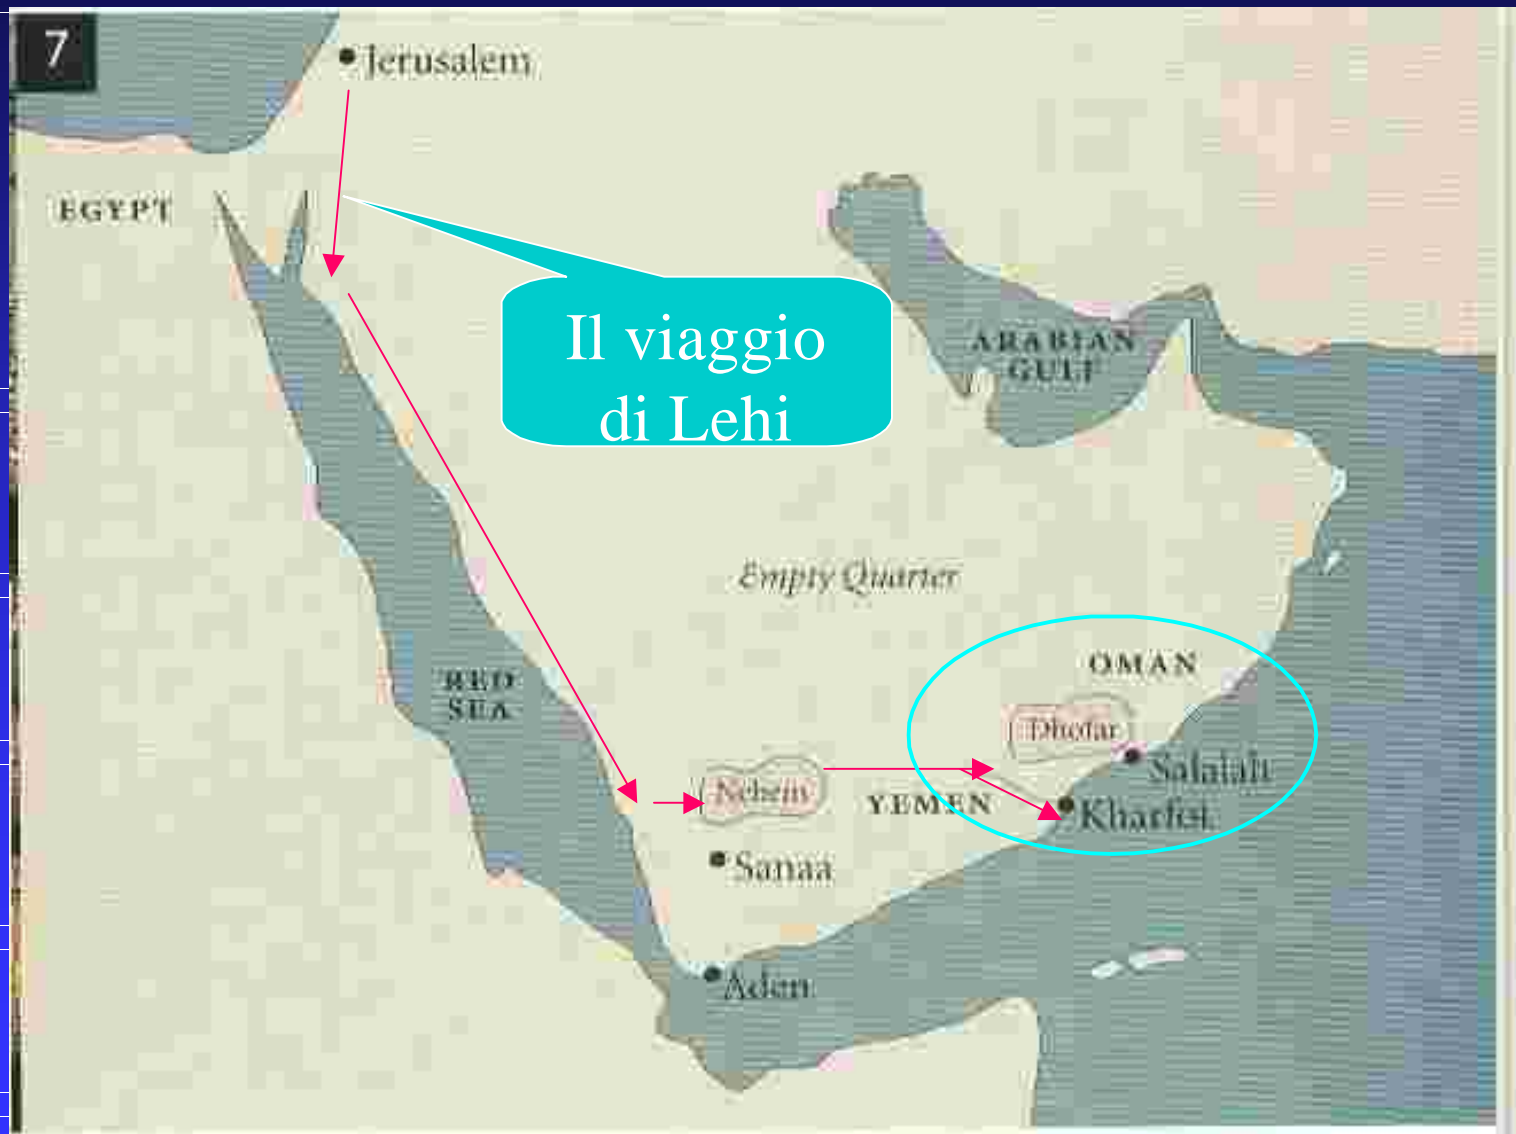 7
Jerusalem
EGYPT
Il viaggio
di Lehi
ARABIAN
GULF
Empty Quarter
OMAN
RED
SEA
Dhofar
Salalah
Nehem
YEMEN
Sanaa
Aden